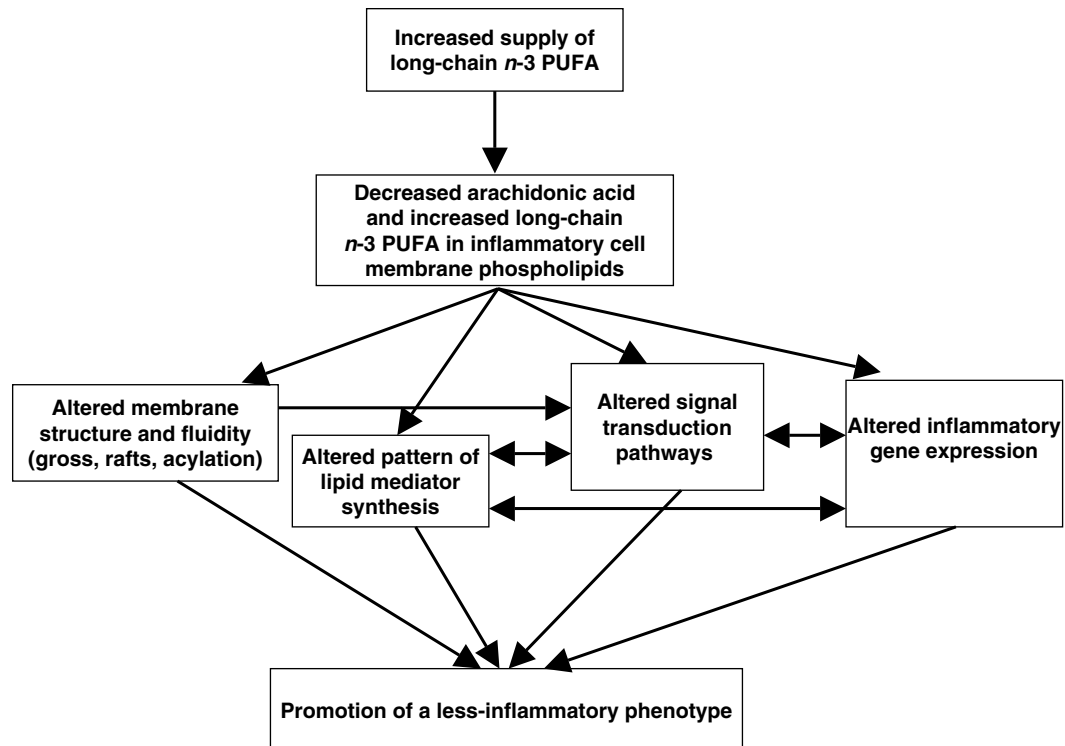 Increased supply of
long-chain n-3 PUFA
Decreased arachidonic acid
and increased long-chain
n-3 PUFA in inflammatory cell
membrane phospholipids
Altered membrane
structure and fluidity
(gross, rafts, acylation)
Altered pattern of
lipid mediator
synthesis
Altered signal
transduction
pathways
Altered inflammatory
gene expression
Promotion of a less-inflammatory phenotype